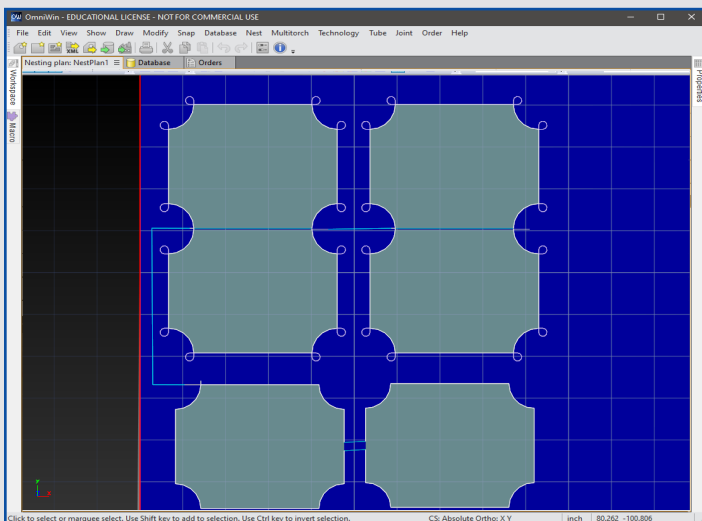 OmniWin - EDUCATIONAL LICENSE - NOT FOR COMMERCIAL USE
File Edit View Show Draw Modify Snap Database Nest Multitorch Technology Tube Joint Order Help
Nesting plan: NestPlan1 Database Orders
Workspace
Macro
Properties
Y
X
Click to select or marquee select. Use Shift key to add to selection. Use Ctrl key to invert selection. CS: Absolute Ortho: X Y inch 80,262 -100,806